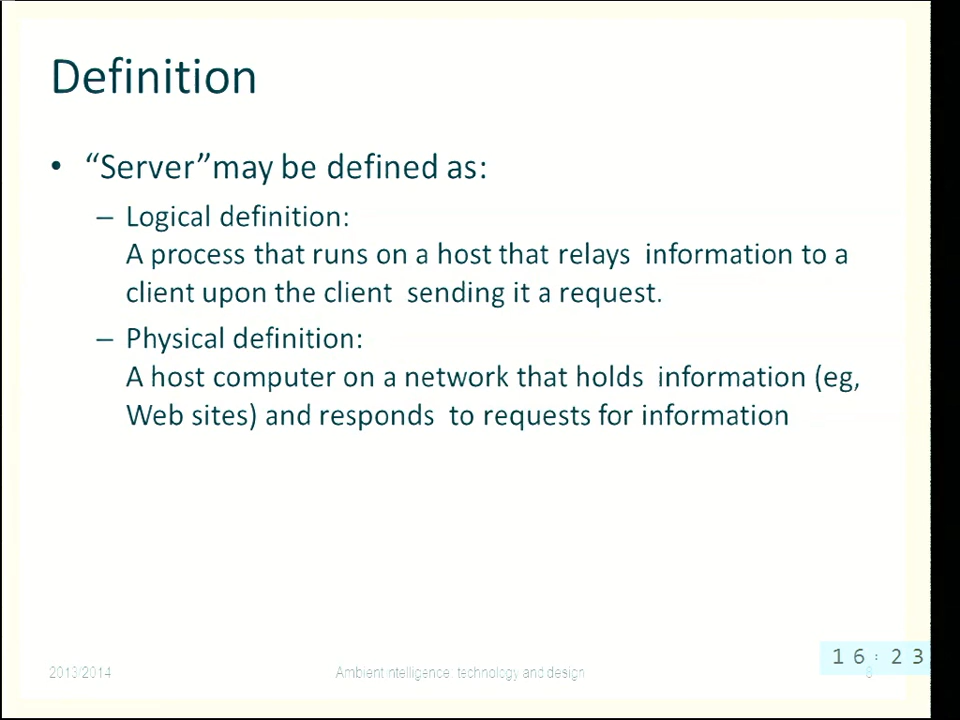 Definition
• “Server”may be defined as:
– Logical definition:
A process that runs on a host that relays information to a
client upon the client sending it a request.
– Physical definition:
A host computer on a network that holds information (eg,
Web sites) and responds to requests for information
16:23
2013/2014 Ambient intelligence: technology and design 8